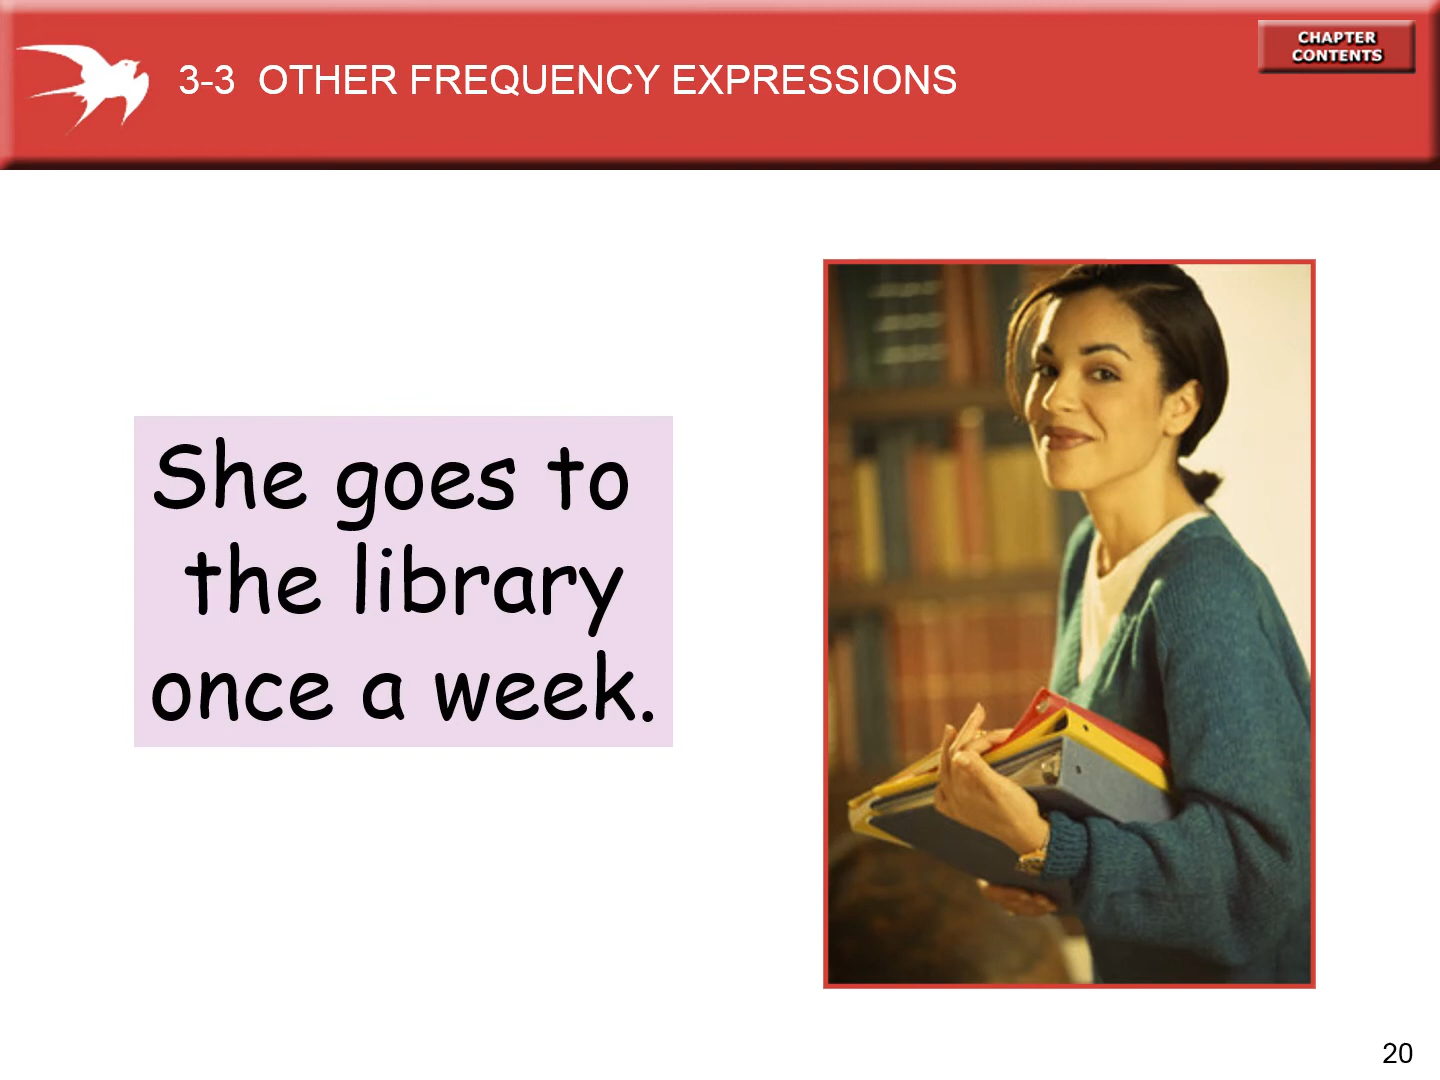 3-3 OTHER FREQUENCY EXPRESSIONS
CHAPTER
CONTENTS
She goes to
the library
once a week.
20